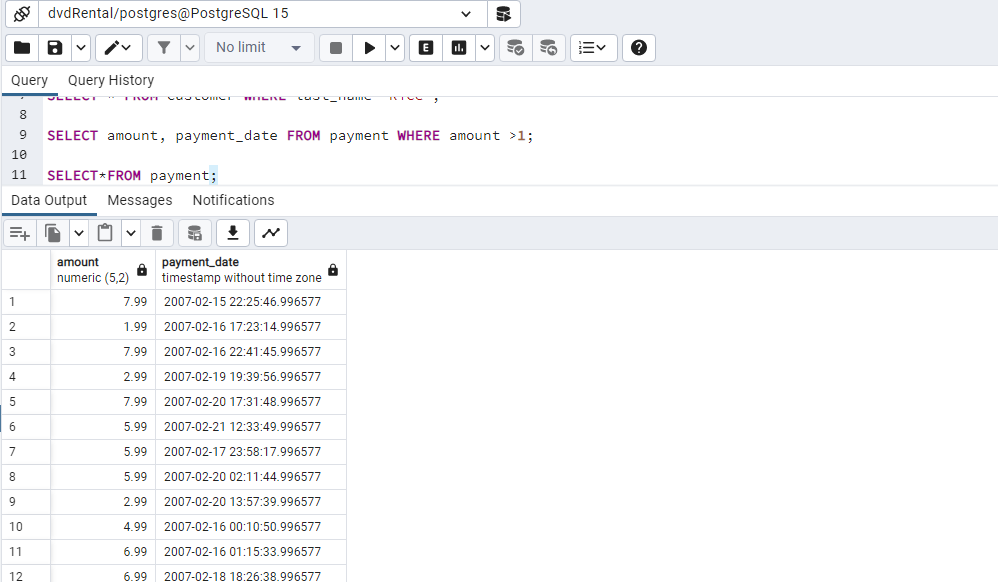 dvdRental/postgres@PostgreSQL 15
No limit
E
Query Query History
SELECT * FROM customer WHERE last_name
8
9 SELECT amount, payment_date FROM payment WHERE amount >1;
10
11 SELECT*FROM payment;
Data Output Messages Notifications
amount payment_date
numeric (5,2) timestamp without time zone
1 7.99 2007-02-15 22:25:46.996577
2 1.99 2007-02-16 17:23:14.996577
3 7.99 2007-02-16 22:41:45.996577
4 2.99 2007-02-19 19:39:56.996577
5 7.99 2007-02-20 17:31:48.996577
6 5.99 2007-02-21 12:33:49.996577
7 5.99 2007-02-17 23:58:17.996577
8 5.99 2007-02-20 02:11:44.996577
9 2.99 2007-02-20 13:57:39.996577
10 4.99 2007-02-16 00:10:50.996577
11 6.99 2007-02-16 01:15:33.996577
12 6.99 2007-02-18 18:26:38.996577